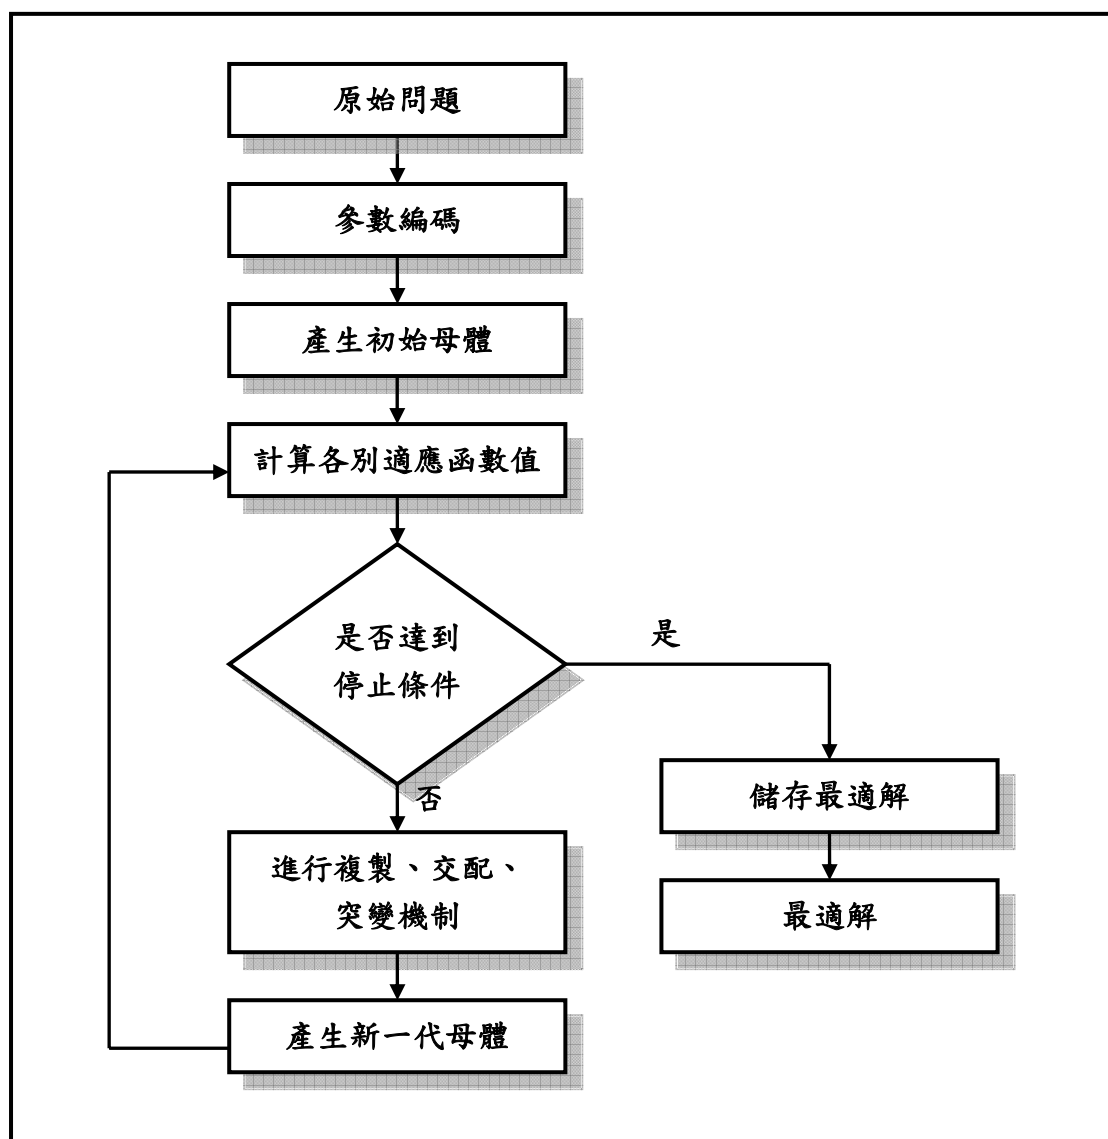 原始問題
參數編碼
產生初始母體
計算各別適應函數值
是否達到
停止條件
是
否
儲存最適解
進行複製、交配、
突變機制
最適解
產生新一代母體